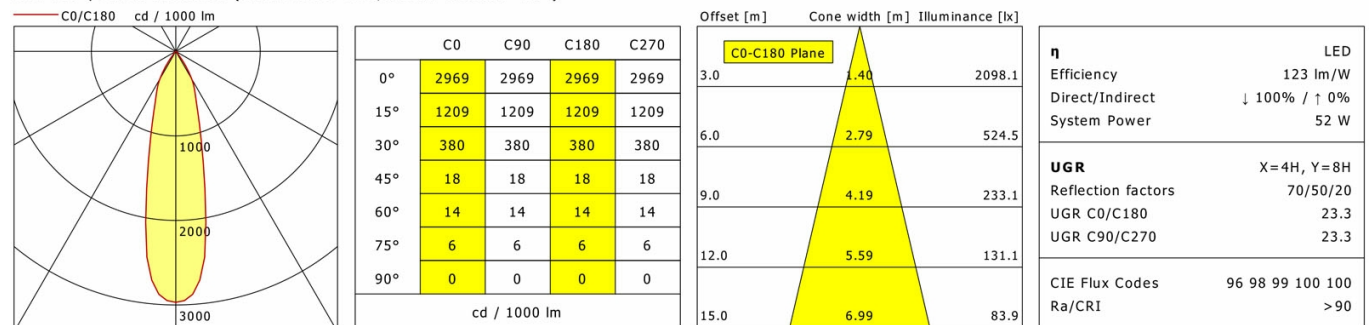 C0/C180 cd / 1000 lm
1000
2000
3000
C0 C90 C180 C270
0° 2969 2969 2969 2969
15° 1209 1209 1209 1209
30° 380 380 380 380
45° 18 18 18 18
60° 14 14 14 14
75° 6 6 6 6
90° 0 0 0 0
cd / 1000 lm
Offset [m] Cone width [m] Illuminance [lx]
C0-C180 Plane
3.0 1.40 2098.1
6.0 2.79 524.5
9.0 4.19 233.1
12.0 5.59 131.1
15.0 6.99 83.9
η LED
Efficiency 123 lm/W
Direct/Indirect ↓ 100% / ↑ 0%
System Power 52 W
UGR X=4H, Y=8H
Reflection factors 70/50/20
UGR C0/C180 23.3
UGR C90/C270 23.3
CIE Flux Codes 96 98 99 100 100
Ra/CRI >90